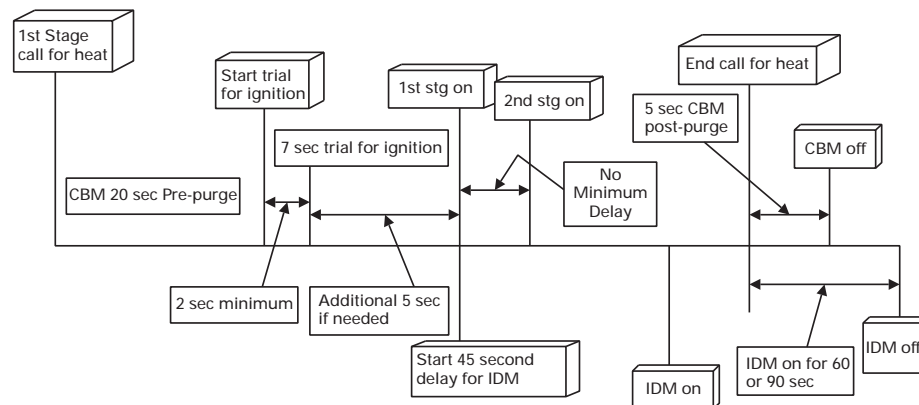 1st Stage
call for heat
Start trial
for ignition
1st stg on
2nd stg on
End call for heat
7 sec trial for ignition
5 sec CBM
post-purge
CBM off
CBM 20 sec Pre-purge
No
Minimum
Delay
2 sec minimum
Additional 5 sec
if needed
Start 45 second
delay for IDM
IDM on
IDM on for 60
or 90 sec
IDM off